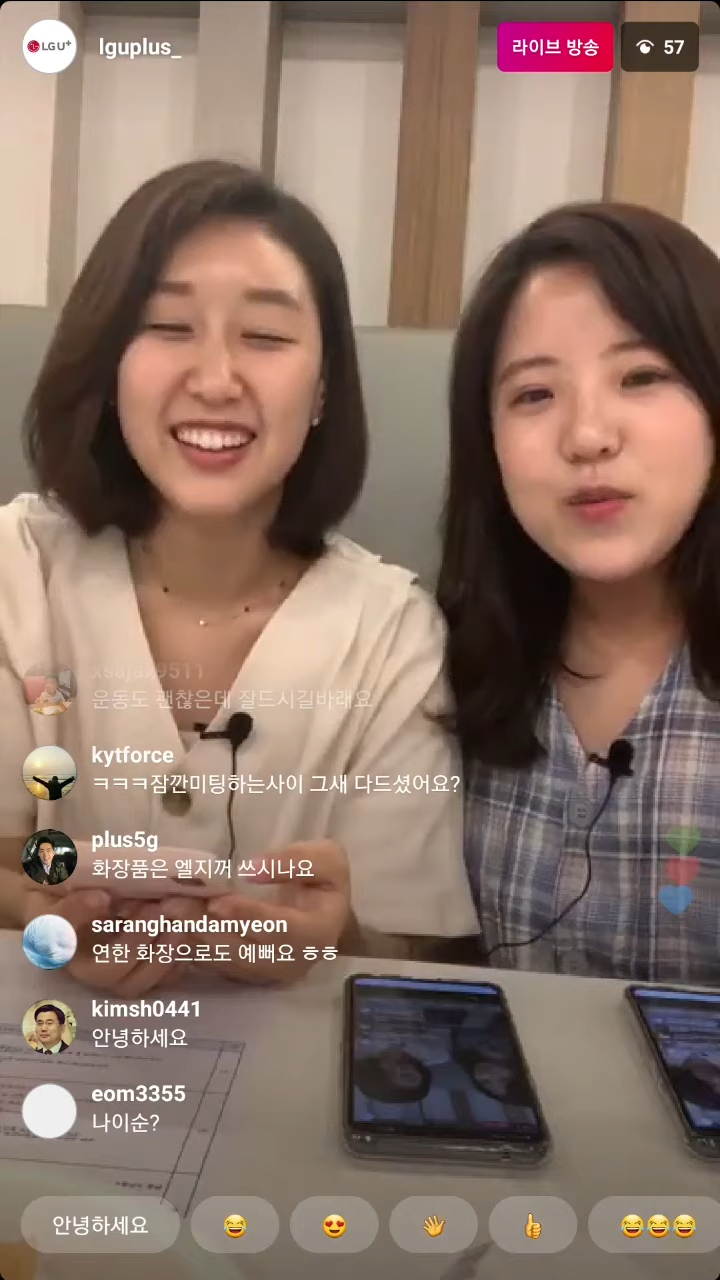 LG U+
lguplus_
라이브 방송
57
운동도 괜찮은데 잘드시길바래요
kytforce
ㅋㅋㅋ잠깐미팅하는사이 그새 다드셨어요?
plus5g
화장품은 엘지꺼 쓰시나요
saranghandamyeon
연한 화장으로도 예뻐요 ㅎㅎ
kimsh0441
안녕하세요
eom3355
나이순?
안녕하세요 😂 😍 👋 👍 😂😂😂